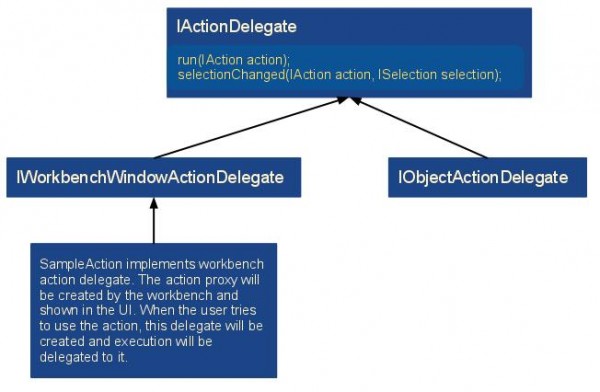 IActionDelegate
run(IAction action);
selectionChanged(IAction action, ISelection selection);
IWorkbenchWindowActionDelegate
IObjectActionDelegate
SampleAction implements workbench
action delegate. The action proxy will
be created by the workbench and
shown in the UI. When the user tries
to use the action, this delegate will be
created and execution will be
delegated to it.